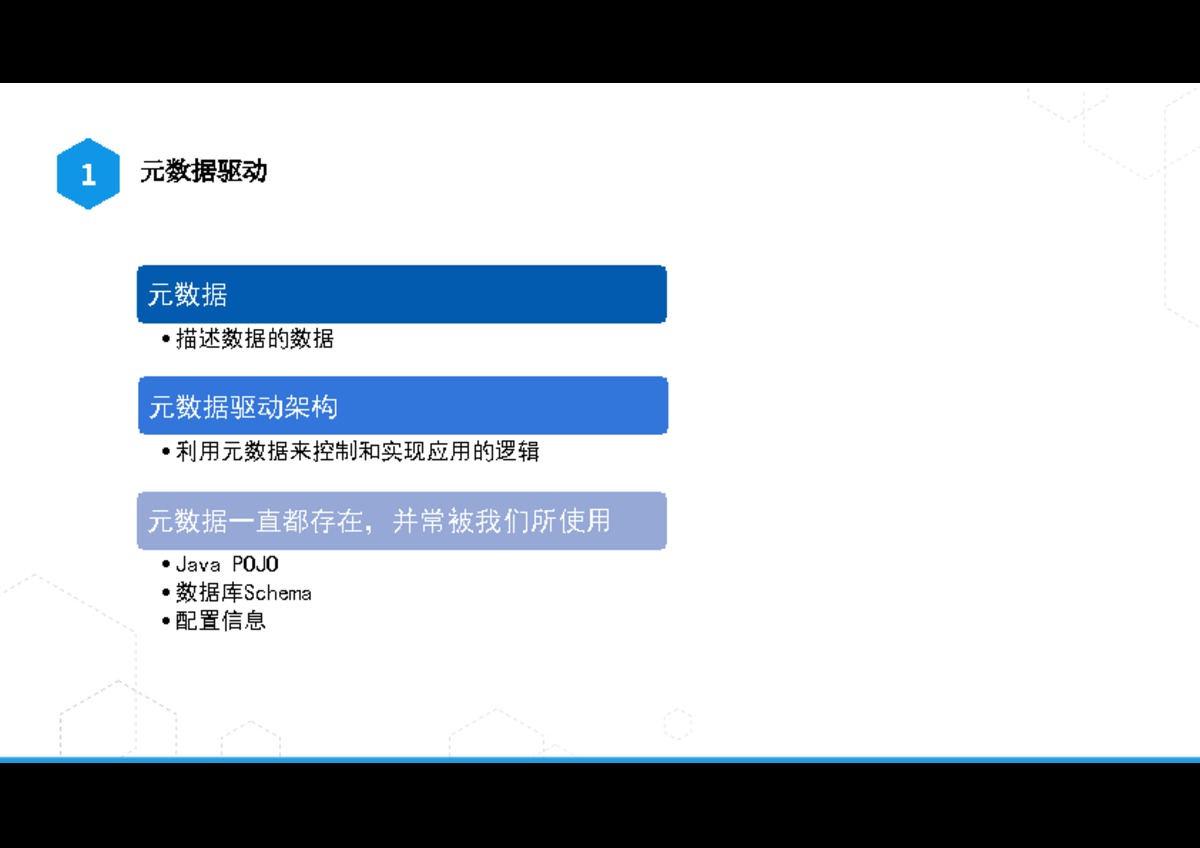 1
元数据驱动
元数据
•描述数据的数据
元数据驱动架构
•利用元数据来控制和实现应用的逻辑
元数据一直都存在，并常被我们所使用
•Java POJO
•数据库Schema
•配置信息